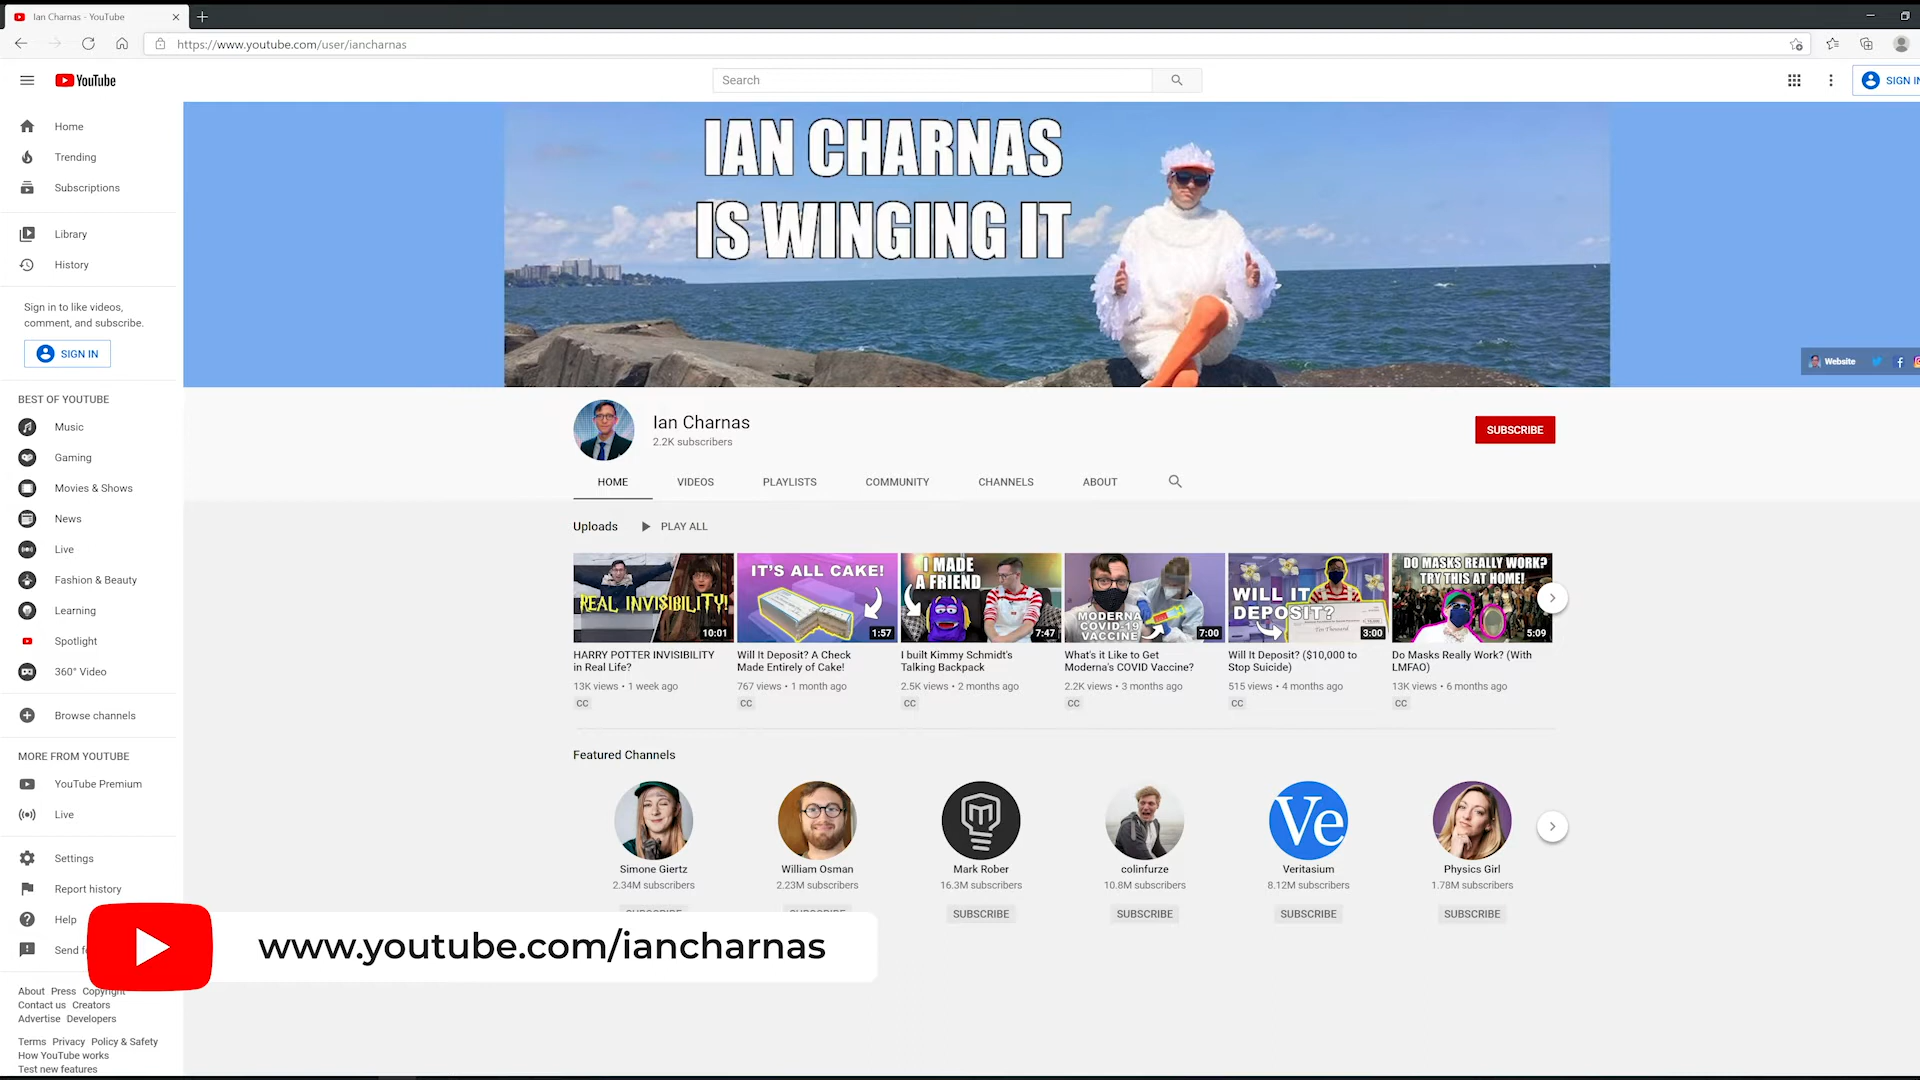 Ian Charnas - YouTube
https://www.youtube.com/user/iancharnas
YouTube
Search
SIGN IN
Home
Trending
Subscriptions
Library
History
Sign in to like videos,
comment, and subscribe.
SIGN IN
BEST OF YOUTUBE
Music
Gaming
Movies & Shows
News
Live
Fashion & Beauty
Learning
Spotlight
360° Video
Browse channels
MORE FROM YOUTUBE
YouTube Premium
Live
Settings
Report history
Help
Send
About Press Copyright
Contact us Creators
Advertise Developers
Terms Privacy Policy & Safety
How YouTube works
Test new features
IAN CHARNAS
IS WINGING IT
Website
Ian Charnas
2.2K subscribers
SUBSCRIBE
HOME VIDEOS PLAYLISTS COMMUNITY CHANNELS ABOUT
Uploads PLAY ALL
REAL INVISIBILITY!
10:01
HARRY POTTER INVISIBILITY
in Real Life?
13K views • 1 week ago
CC
IT'S ALL CAKE!
1:57
Will It Deposit? A Check
Made Entirely of Cake!
767 views • 1 month ago
CC
I MADE
A FRIEND
7:47
I built Kimmy Schmidt's
Talking Backpack
2.5K views • 2 months ago
CC
MODERNA
COVID-19
VACCINE
7:00
What's it Like to Get
Moderna's COVID Vaccine?
2.2K views • 3 months ago
CC
WILL IT
DEPOSIT?
3:00
Will It Deposit? ($10,000 to
Stop Suicide)
515 views • 4 months ago
CC
DO MASKS REALLY WORK?
TRY THIS AT HOME!
5:09
Do Masks Really Work? (With
LMFAO)
13K views • 6 months ago
CC
Featured Channels
Simone Giertz
2.34M subscribers
SUBSCRIBE
William Osman
2.23M subscribers
SUBSCRIBE
Mark Rober
16.3M subscribers
SUBSCRIBE
colinfurze
10.8M subscribers
SUBSCRIBE
Ve
Veritasium
8.12M subscribers
SUBSCRIBE
Physics Girl
1.78M subscribers
SUBSCRIBE
www.youtube.com/iancharnas